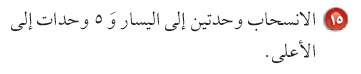 ١٥ الانسحاب وحدتين إلى اليسار وَ ٥ وحدات إلى
الأعلى.